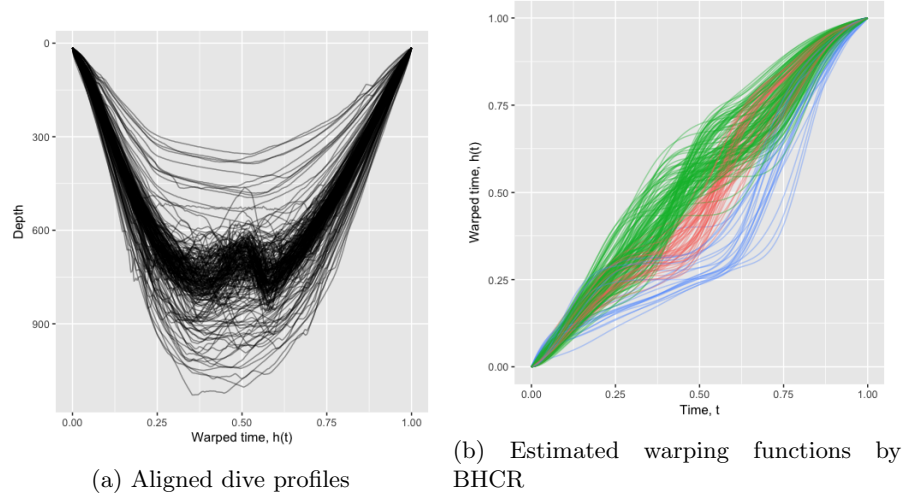 0
300
600
900
Depth
0.00
0.25
0.50
0.75
1.00
Warped time, h(t)
(a) Aligned dive profiles
1.00
0.75
0.50
0.25
0.00
Warped time, h(t)
0.00
0.25
0.50
0.75
1.00
Time, t
(b) Estimated warping functions by
BHCR